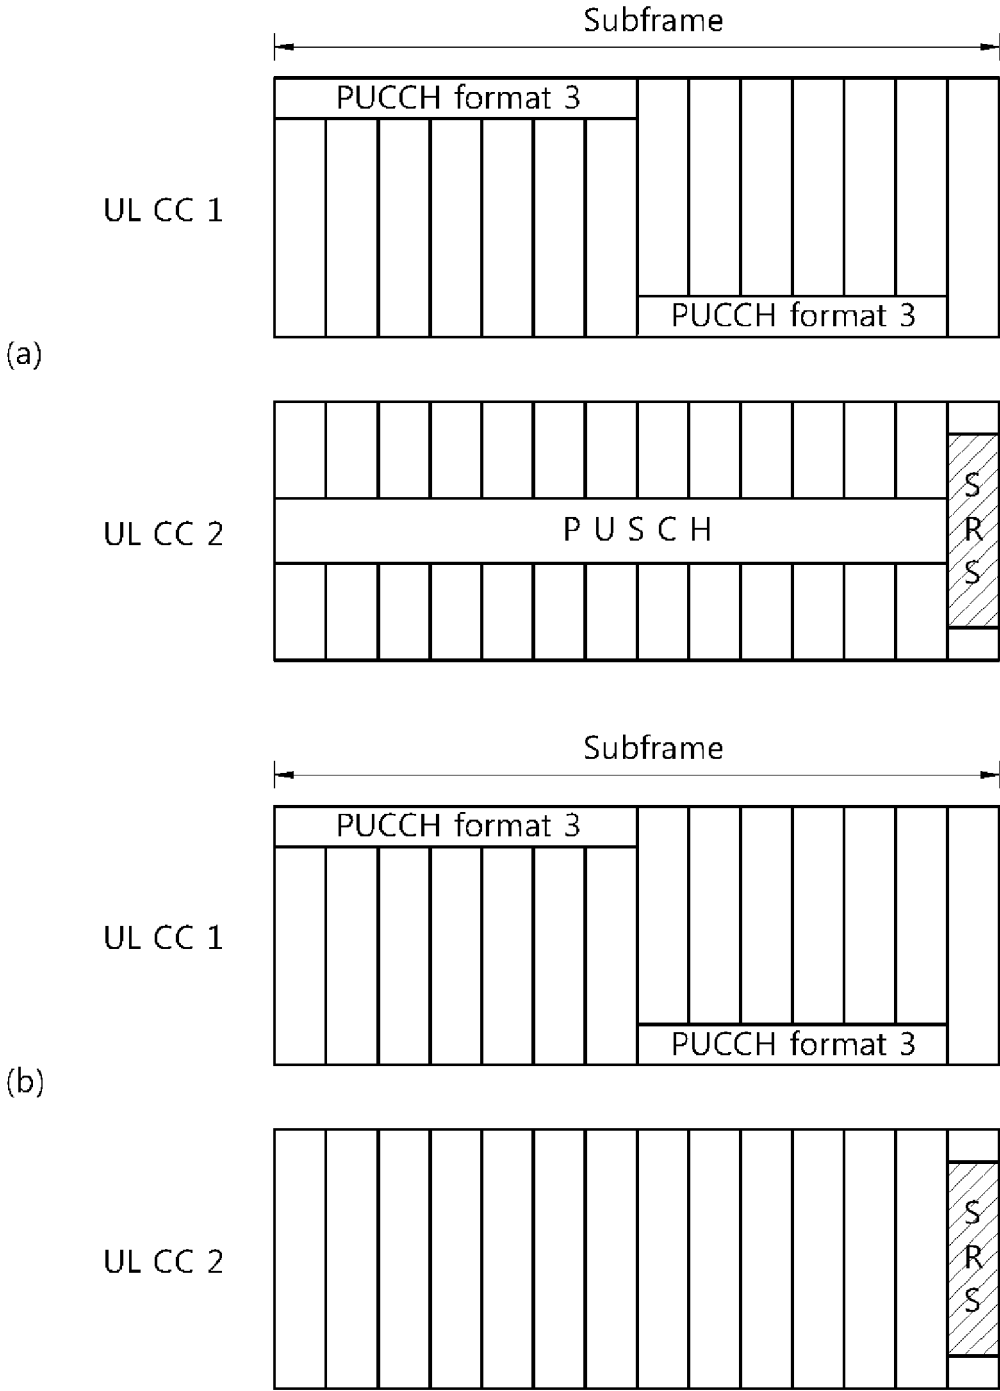 Subframe
PUCCH format 3
UL CC 1
PUCCH format 3
(a)
UL CC 2
P U S C H
S
R
S
Subframe
PUCCH format 3
UL CC 1
PUCCH format 3
(b)
UL CC 2
S
R
S